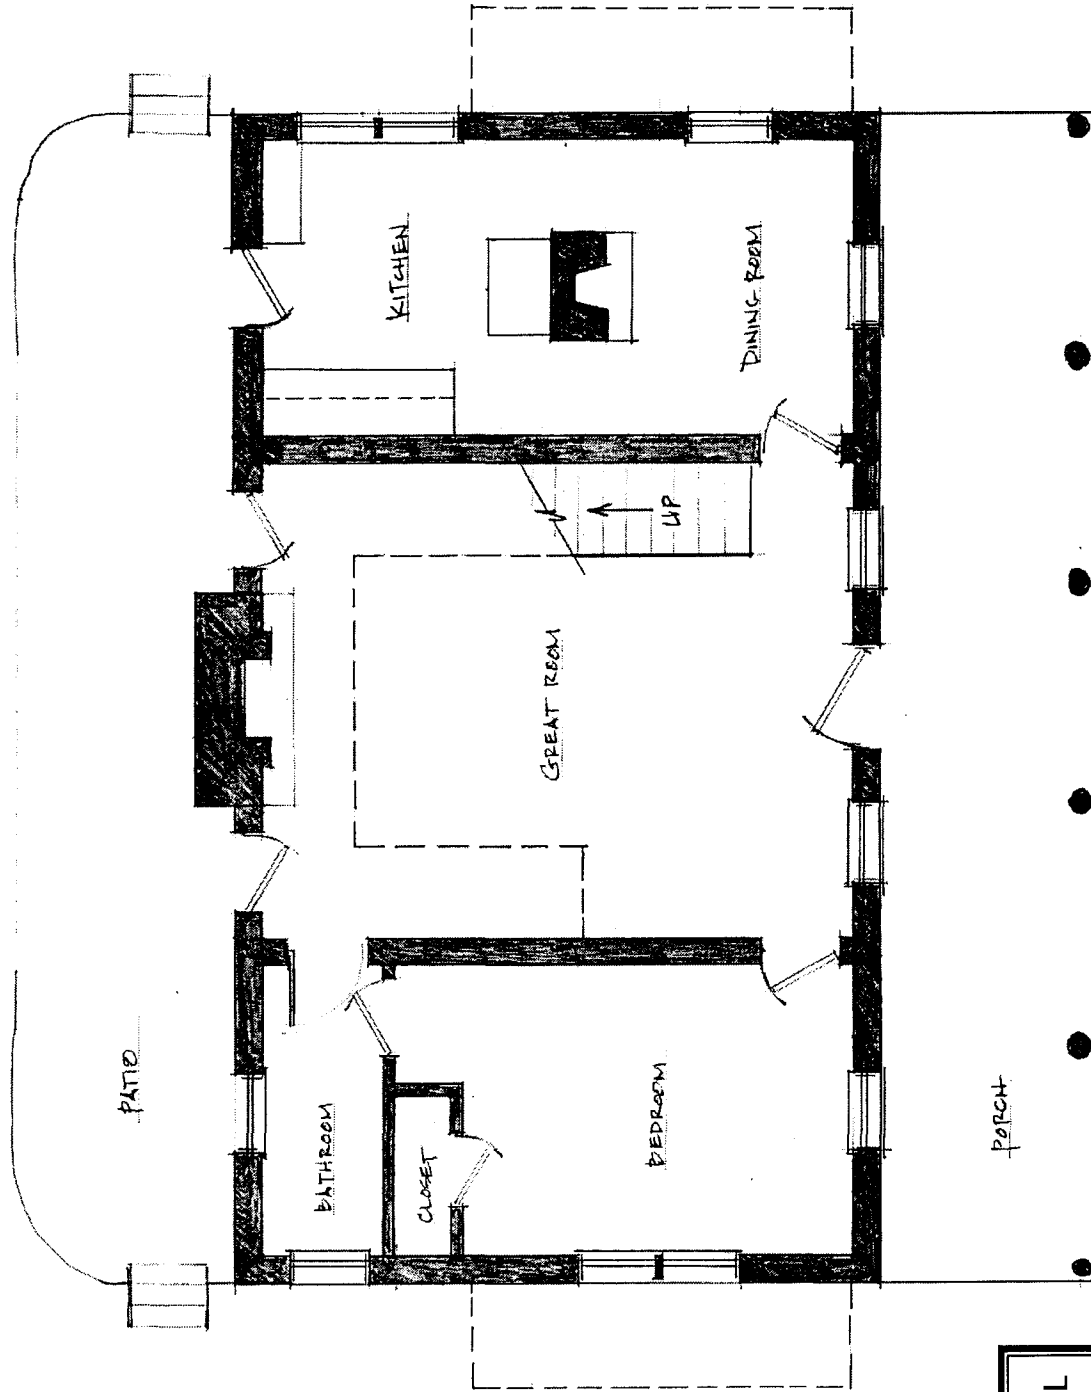 PATIO
KITCHEN
DINING ROOM
UP
GREAT ROOM
BATHROOM
CLOSET
BEDROOM
PORCH